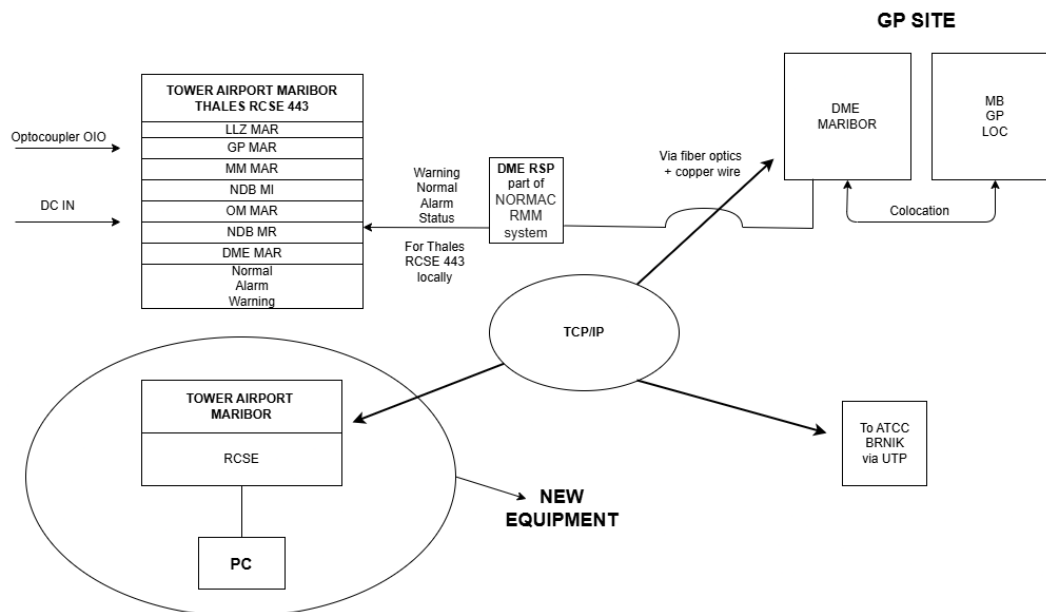 GP SITE
TOWER AIRPORT MARIBOR
THALES RCSE 443
LLZ MAR
GP MAR
MM MAR
NDB MI
OM MAR
NDB MR
DME MAR
Normal
Alarm
Warning
Optocoupler OIO
DC IN
Warning
Normal
Alarm
Status
For Thales
RCSE 443
locally
DME RSP
part of
NORMAC
RMM
system
Via fiber optics
+ copper wire
DME
MARIBOR
MB
GP
LOC
Colocation
TCP/IP
TOWER AIRPORT
MARIBOR
RCSE
PC
NEW
EQUIPMENT
To ATCC
BRNIK
via UTP